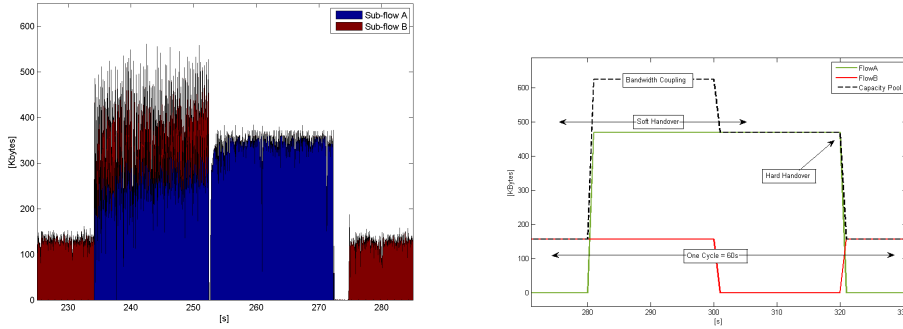 Sub-flow A
Sub-flow B
600
500
400
300
200
100
0
[Kbytes]
230 240 250 260 270 280
[s]
FlowA
FlowB
Capacity Pool
Bandwidth Coupling
Soft Handover
Hard Handover
One Cycle = 60s
600
500
400
300
200
100
0
[KBytes]
280 290 300 310 320 330
[s]